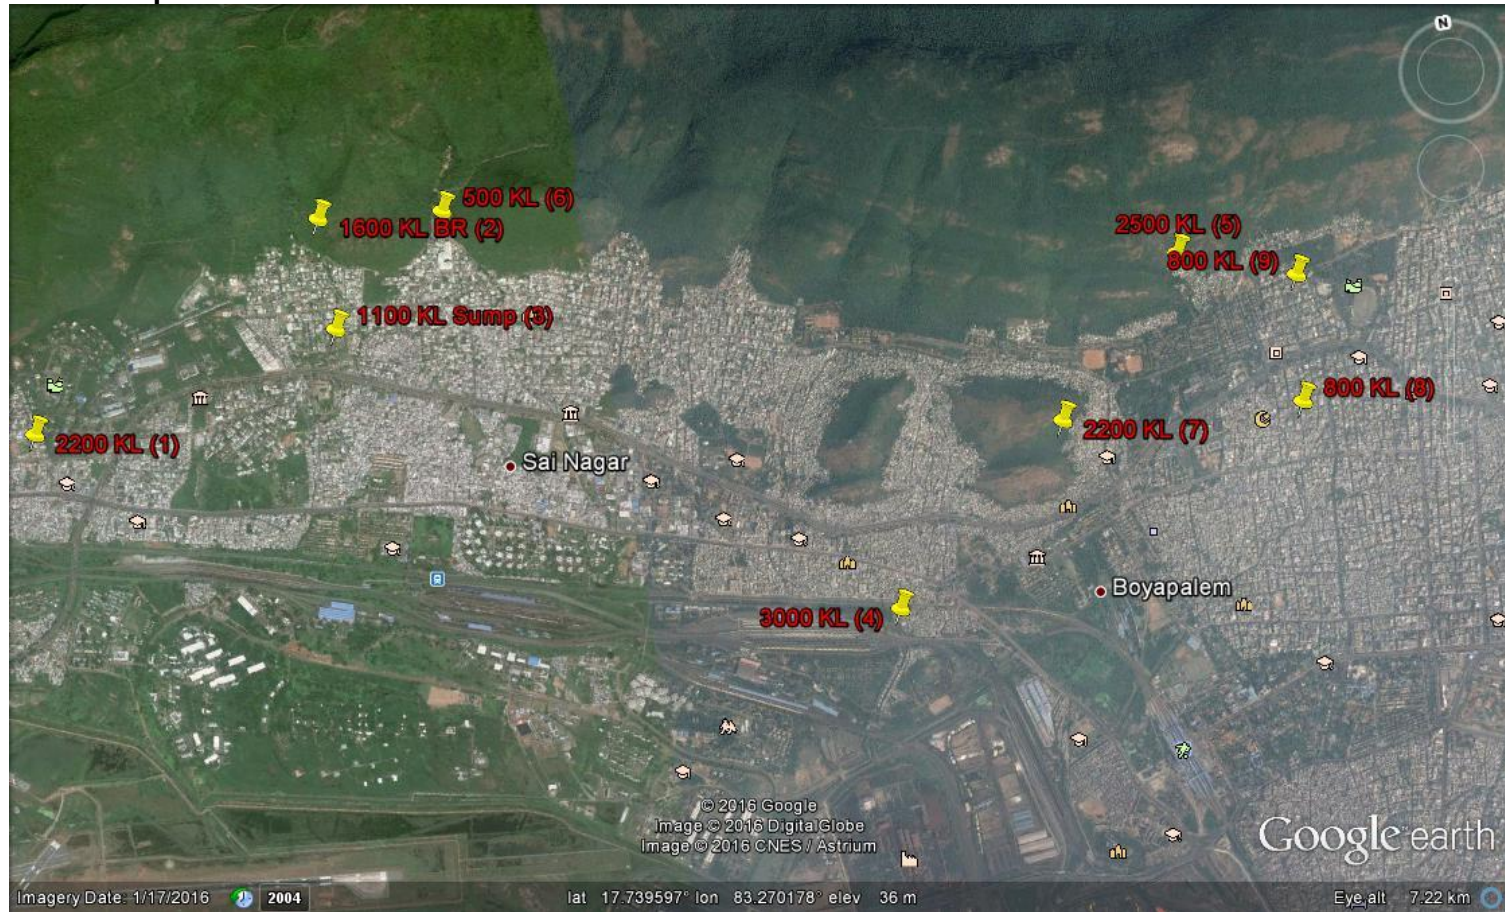 N
500 KL (6)
1600 KL BR (2)
2500 KL (5)
800 KL (9)
1100 KL Sump (3)
800 KL (8)
2200 KL (1)
2200 KL (7)
Sai Nagar
Boyapalem
3000 KL (4)
© 2016 Google
Image © 2016 DigitalGlobe
Image © 2016 CNES / Astrium
Google earth
Imagery Date: 1/17/2016 2004 lat 17.739597° lon 83.270178° elev 36 m Eye alt 7.22 km